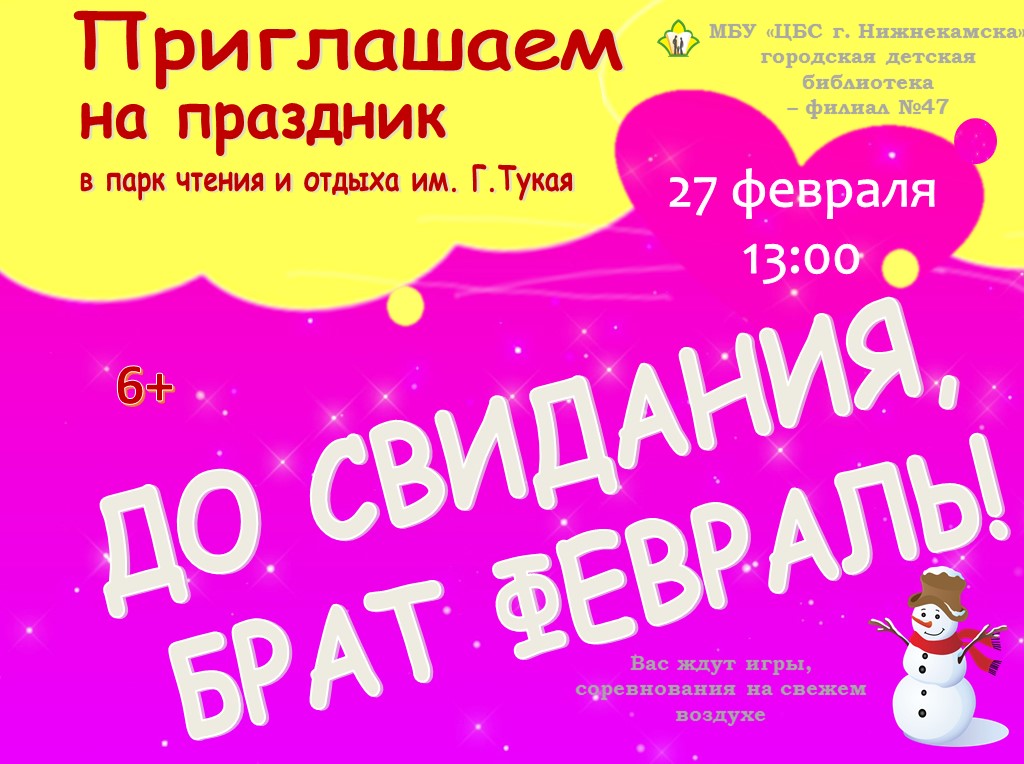 Приглашаем
на праздник
в парк чтения и отдыха им. Г.Тукая
МБУ «ЦБС г. Нижнекамска»
городская детская
библиотека
– филиал №47
27 февраля
13:00
6+
ДО СВИДАНИЯ,
БРАТ ФЕВРАЛЬ!
Вас ждут игры,
соревнования на свежем
воздухе